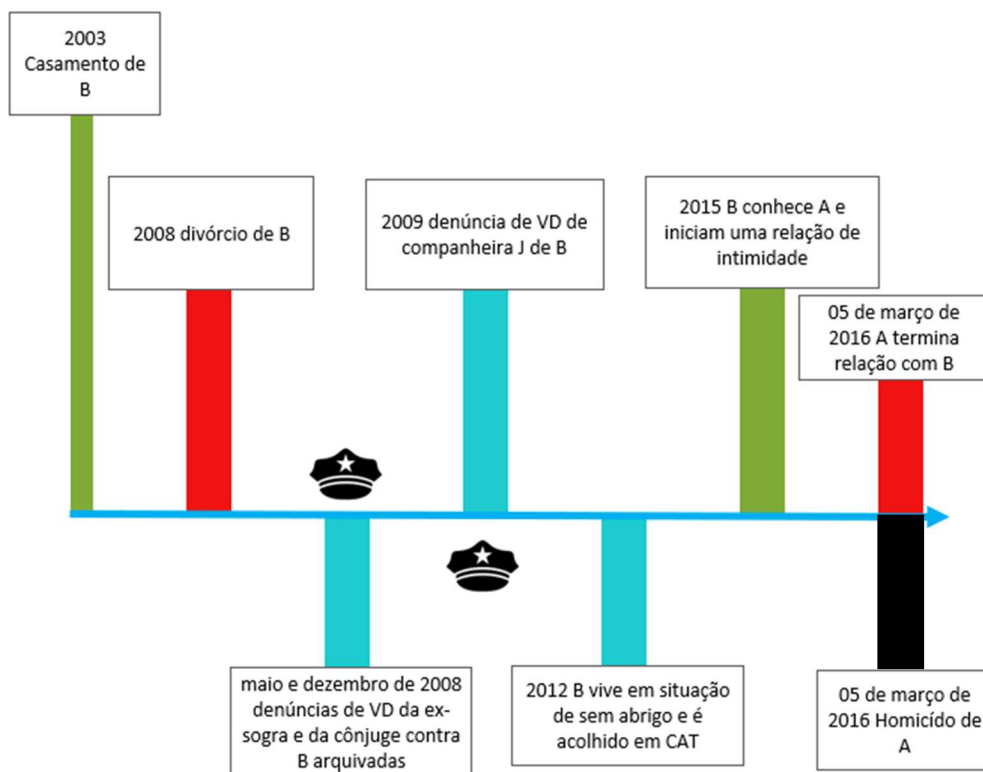 2003
Casamento de
B
2008 divórcio de B
2009 denúncia de VD de
companheira J de B
2015 B conhece A e
iniciam uma relação de
intimidade
05 de março de
2016 A termina
relação com B
maio e dezembro de 2008
denúncias de VD da ex-
sogra e da cônjuge contra
B arquivadas
2012 B vive em situação
de sem abrigo e é
acolhido em CAT
05 de março de
2016 Homicído de
A